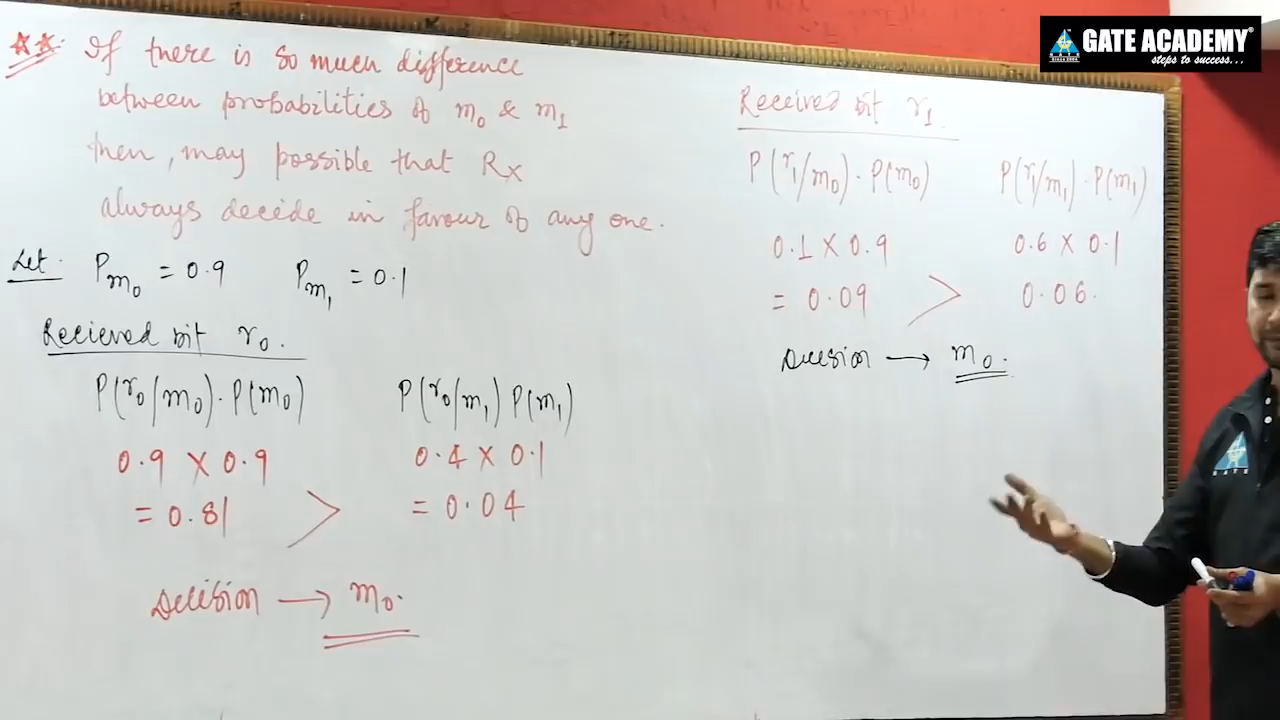 ** If there is so much difference
between probabilities of m₀ & m₁
then, may possible that Rx
always decide in favour of any one.
Let. Pm₀ = 0.9 Pm₁ = 0.1
Recieved bit r₀.
P(r₀/m₀). P(m₀) P(r₀/m₁) P(m₁)
0.9 X 0.9 0.4 X 0.1
= 0.81 > = 0.04
Decision → m₀.
Received bit r₁.
P(r₁/m₀). P(m₀) P(r₁/m₁). P(m₁)
0.1 X 0.9 0.6 X 0.1
= 0.09 > 0.06.
Decision → m₀.
GATE ACADEMY®
steps to success...
GATE